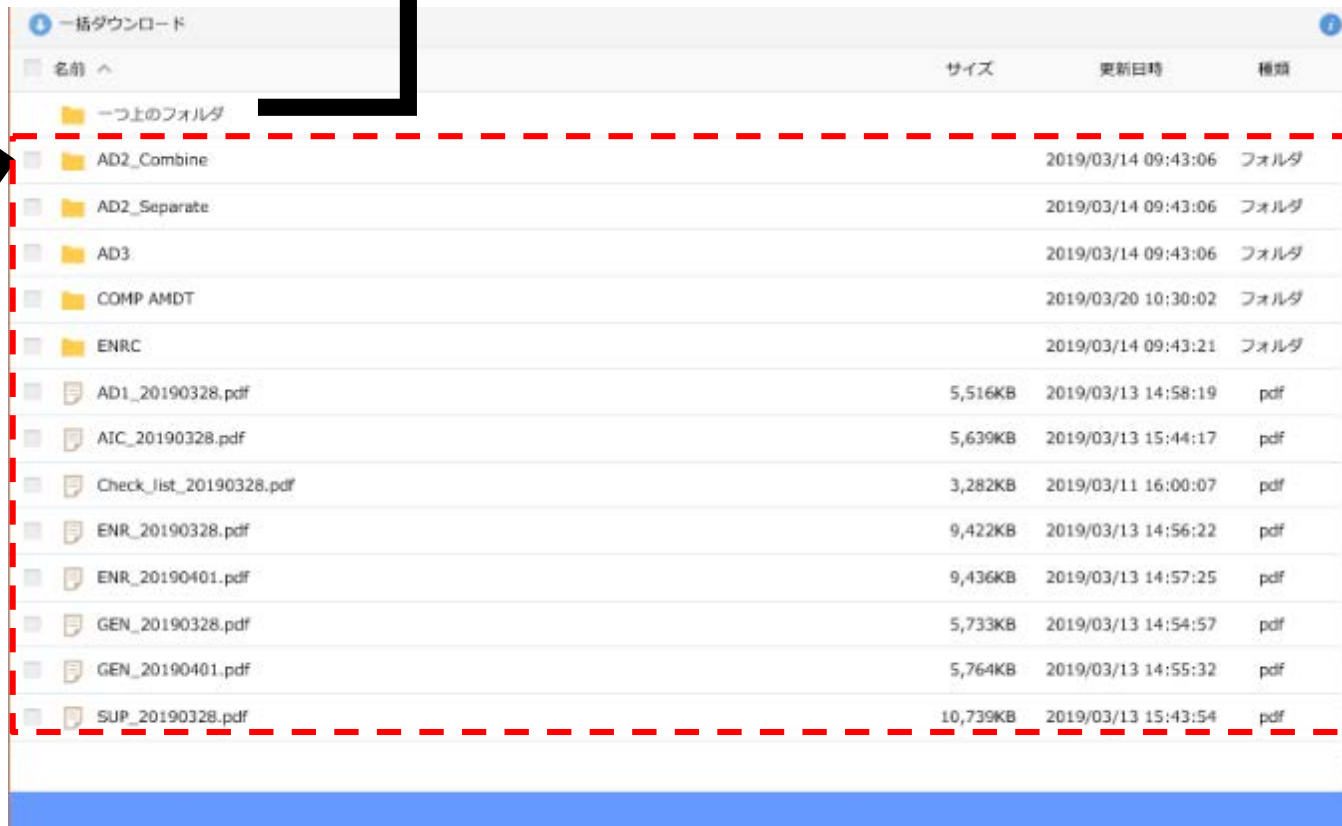 一括ダウンロード
名前 サイズ 更新日時 種類
一つ上のフォルダ
AD2_Combine 2019/03/14 09:43:06 フォルダ
AD2_Separate 2019/03/14 09:43:06 フォルダ
AD3 2019/03/14 09:43:06 フォルダ
COMP AMDT 2019/03/20 10:30:02 フォルダ
ENRC 2019/03/14 09:43:21 フォルダ
AD1_20190328.pdf 5,516KB 2019/03/13 14:58:19 pdf
AIC_20190328.pdf 5,639KB 2019/03/13 15:44:17 pdf
Check_list_20190328.pdf 3,282KB 2019/03/11 16:00:07 pdf
ENR_20190328.pdf 9,422KB 2019/03/13 14:56:22 pdf
ENR_20190401.pdf 9,436KB 2019/03/13 14:57:25 pdf
GEN_20190328.pdf 5,733KB 2019/03/13 14:54:57 pdf
GEN_20190401.pdf 5,764KB 2019/03/13 14:55:32 pdf
SUP_20190328.pdf 10,739KB 2019/03/13 15:43:54 pdf